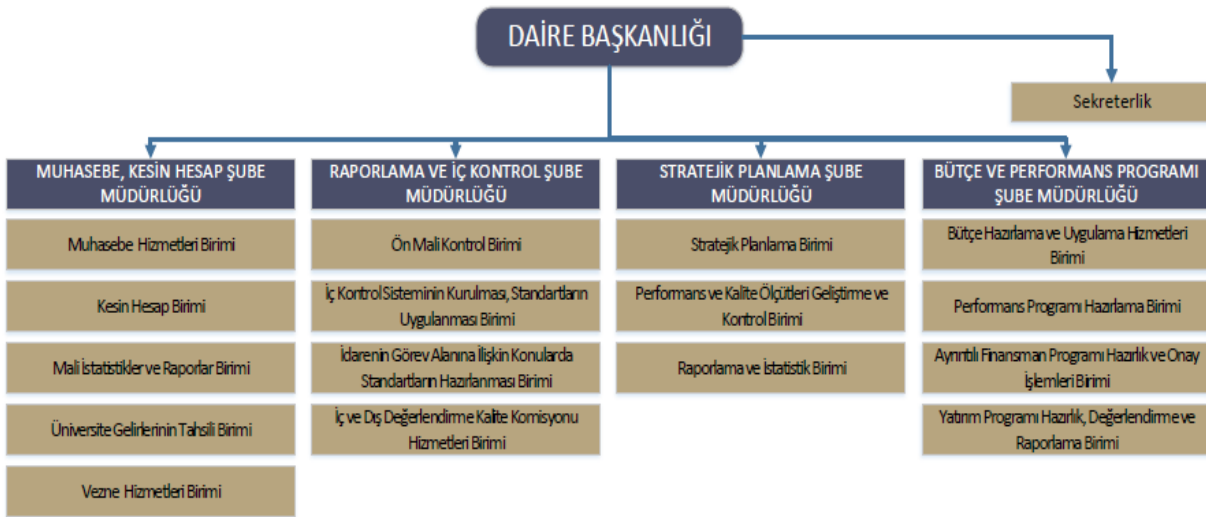 DAİRE BAŞKANLIĞI
Sekreterlik
MUHASEBE, KESİN HESAP ŞUBE
MÜDÜRLÜĞÜ
Muhasebe Hizmetleri Birimi
Kesin Hesap Birimi
Mali İstatistikler ve Raporlar Birimi
Üniversite Gelirlerinin Tahsili Birimi
Vezne Hizmetleri Birimi
RAPORLAMA VE İÇ KONTROL ŞUBE
MÜDÜRLÜĞÜ
Ön Mali Kontrol Birimi
İç Kontrol Sisteminin Kurulması, Standartların
Uygulanması Birimi
İdarenin Görev Alanına İlişkin Konularda
Standartların Hazırlanması Birimi
İç ve Dış Değerlendirme Kalite Komisyonu
Hizmetleri Birimi
STRATEJİK PLANLAMA ŞUBE
MÜDÜRLÜĞÜ
Stratejik Planlama Birimi
Performans ve Kalite Ölçütleri Geliştirme ve
Kontrol Birimi
Raporlama ve İstatistik Birimi
BÜTÇE VE PERFORMANS PROGRAMI
ŞUBE MÜDÜRLÜĞÜ
Bütçe Hazırlama ve Uygulama Hizmetleri
Birimi
Performans Programı Hazırlama Birimi
Ayrıntılı Finansman Programı Hazırlık ve Onay
İşlemleri Birimi
Yatırım Programı Hazırlık, Değerlendirme ve
Raporlama Birimi